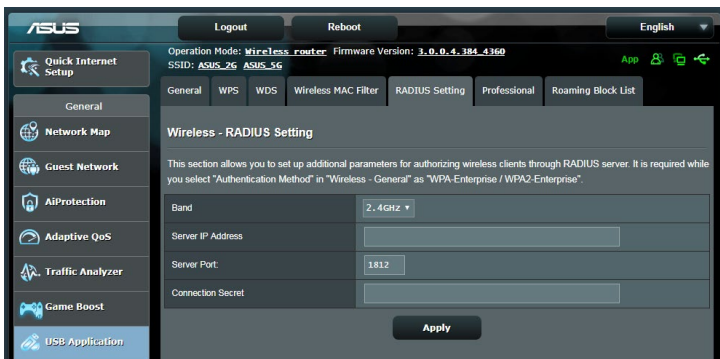 ASUS
Logout
Reboot
English
Quick Internet
Setup
General
Network Map
Guest Network
AiProtection
Adaptive QoS
Traffic Analyzer
Game Boost
USB Application
Operation Mode: Wireless router Firmware Version: 3.0.0.4.384_4360
SSID: ASUS_2G ASUS_5G
App
General WPS WDS Wireless MAC Filter RADIUS Setting Professional Roaming Block List
Wireless - RADIUS Setting
This section allows you to set up additional parameters for authorizing wireless clients through RADIUS server. It is required while
you select "Authentication Method" in "Wireless - General" as "WPA-Enterprise / WPA2-Enterprise".
Band 2.4GHz
Server IP Address
Server Port: 1812
Connection Secret
Apply